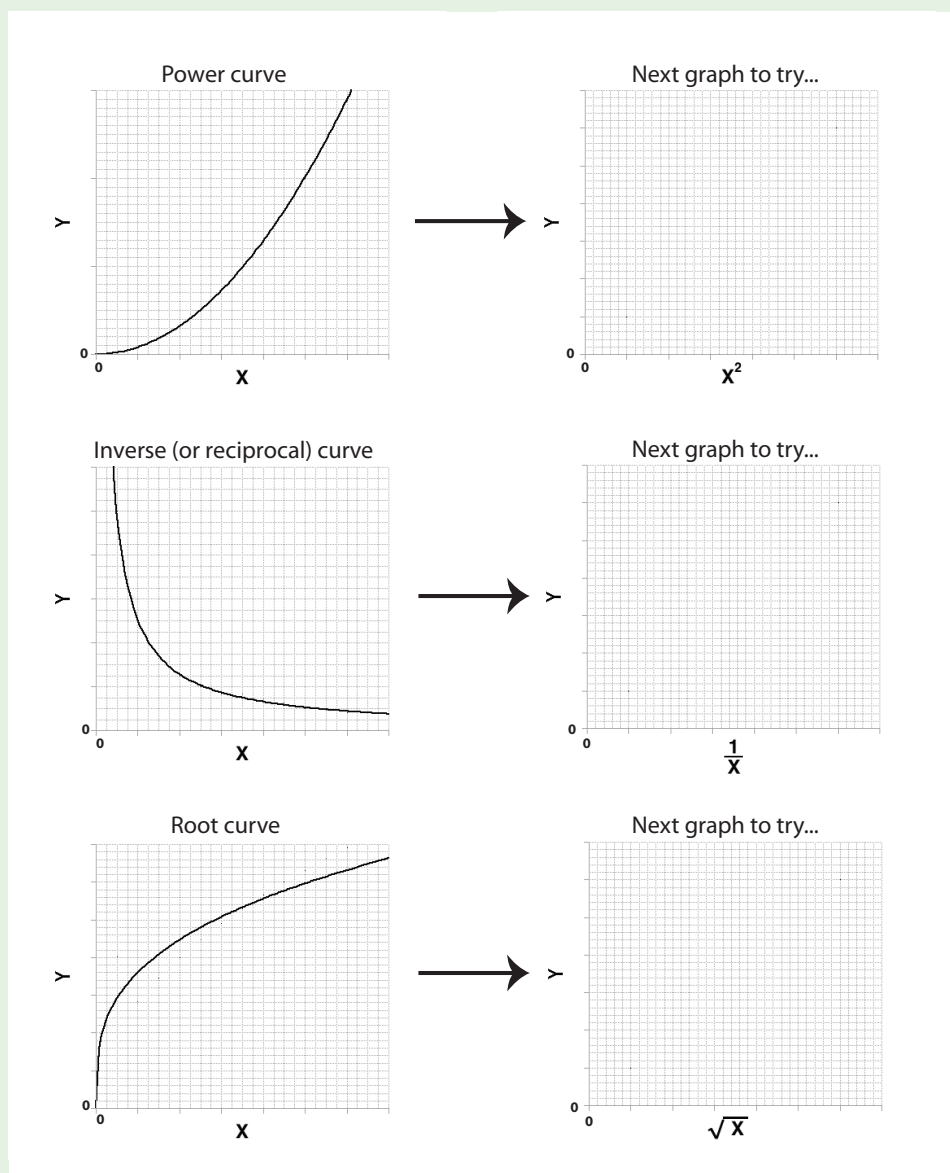 Power curve
Next graph to try...
Y
Y
0
0
0
0
X
X²
Inverse (or reciprocal) curve
Next graph to try...
Y
Y
0
0
0
0
X
1/X
Root curve
Next graph to try...
Y
Y
0
0
0
0
X
√X